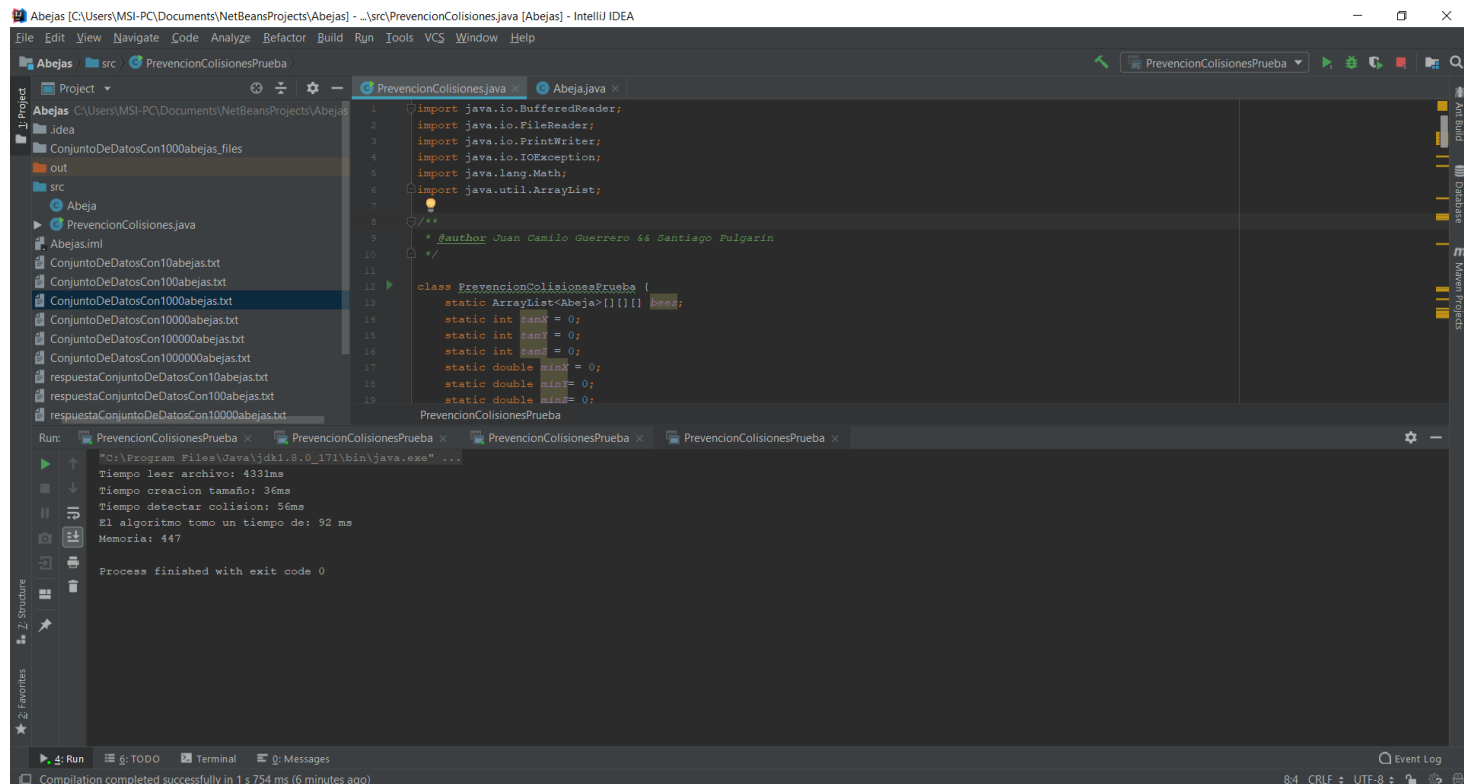 Abejas [C:\Users\MSI-PC\Documents\NetBeansProjects\Abejas] - ...\src\PrevencionColisiones.java [Abejas] - IntelliJ IDEA
File Edit View Navigate Code Analyze Refactor Build Run Tools VCS Window Help
Abejas src PrevencionColisionesPrueba
PrevencionColisionesPrueba
1: Project
Project
Abejas C:\Users\MSI-PC\Documents\NetBeansProjects\Abejas
.idea
ConjuntoDeDatosCon1000abejas_files
out
src
Abeja
PrevencionColisiones.java
Abejas.iml
ConjuntoDeDatosCon10abejas.txt
ConjuntoDeDatosCon100abejas.txt
ConjuntoDeDatosCon1000abejas.txt
ConjuntoDeDatosCon10000abejas.txt
ConjuntoDeDatosCon100000abejas.txt
ConjuntoDeDatosCon1000000abejas.txt
respuestaConjuntoDeDatosCon10abejas.txt
respuestaConjuntoDeDatosCon100abejas.txt
respuestaConjuntoDeDatosCon10000abejas.txt
PrevencionColisiones.java Abeja.java
1 import java.io.BufferedReader;
2 import java.io.FileReader;
3 import java.io.PrintWriter;
4 import java.io.IOException;
5 import java.lang.Math;
6 import java.util.ArrayList;
7
8 /**
9 * @author Juan Camilo Guerrero && Santiago Pulgarin
10 */
11
12 class PrevencionColisionesPrueba {
13 static ArrayList<Abeja>[][][] bees;
14 static int tamX = 0;
15 static int tamY = 0;
16 static int tamZ = 0;
17 static double minX = 0;
18 static double minY= 0;
19 static double minZ= 0;
PrevencionColisionesPrueba
Ant Build
Database
Maven Projects
Run: PrevencionColisionesPrueba PrevencionColisionesPrueba PrevencionColisionesPrueba PrevencionColisionesPrueba
"C:\Program Files\Java\jdk1.8.0_171\bin\java.exe" ...
Tiempo leer archivo: 4331ms
Tiempo creacion tamaño: 36ms
Tiempo detectar colision: 56ms
El algoritmo tomo un tiempo de: 92 ms
Memoria: 447
Process finished with exit code 0
7: Structure
2: Favorites
4: Run 6: TODO Terminal 0: Messages Event Log
Compilation completed successfully in 1 s 754 ms (6 minutes ago) 8:4 CRLF UTF-8